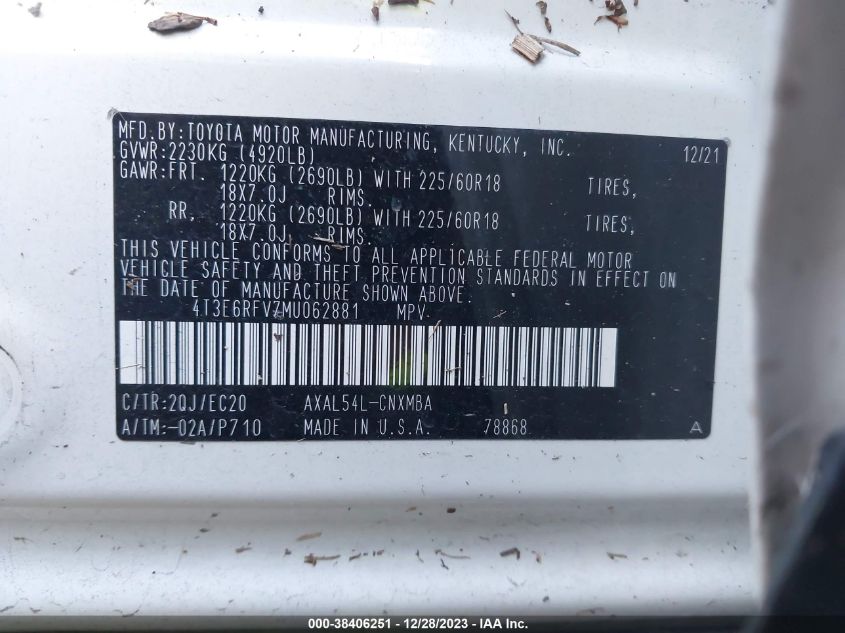 MFD. BY: TOYOTA MOTOR MANUFACTURING, KENTUCKY, INC. 12/21
GVWR: 2230KG (4920LB)
GAWR: FRT. 1220KG (2690LB) WITH 225/60R18 TIRES,
18X7.0J RIMS.
RR, 1220KG (2690LB) WITH 225/60R18 TIRES,
18X7.0J RIMS.
THIS VEHICLE CONFORMS TO ALL APPLICABLE FEDERAL MOTOR
VEHICLE SAFETY AND THEFT PREVENTION STANDARDS IN EFFECT ON
THE DATE OF MANUFACTURE SHOWN ABOVE.
4T3E6RFV7MU062881 MPV
C/TR: 2QJ/EC20 AXAL54L-CNXMBA
A/TM: -02A/P710 MADE IN U.S.A. 78868 A
000-38406251 - 12/28/2023 - IAA Inc.